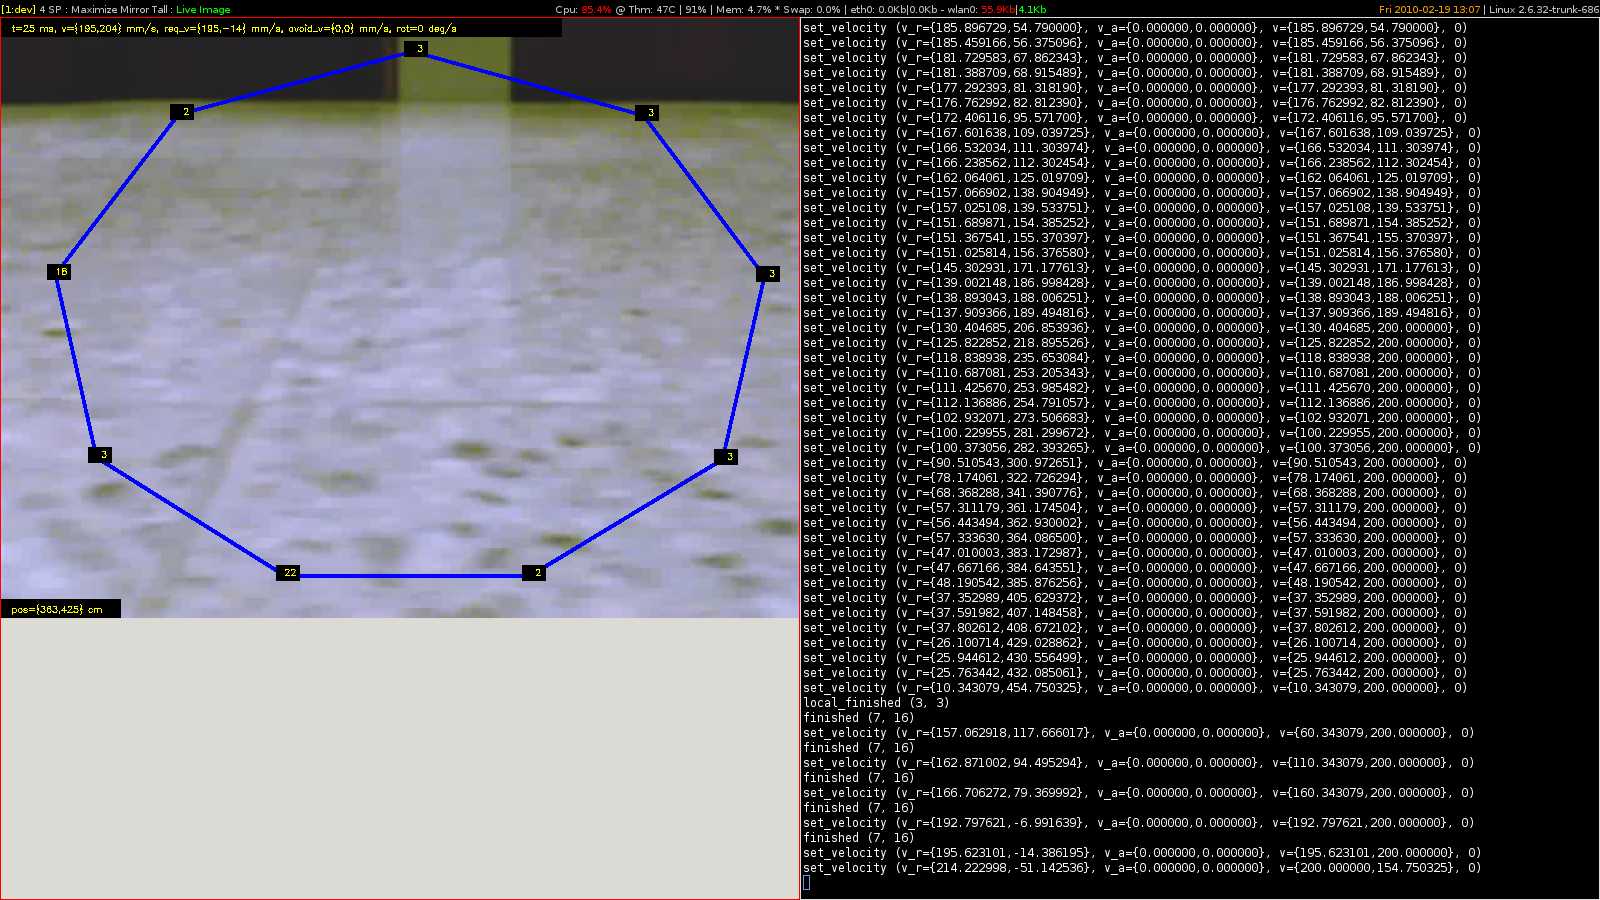 [1:dev] 4 SP : Maximize Mirror Tall : Live Image
Cpu: 85.4% @ Thm: 47C | 91% | Mem: 4.7% * Swap: 0.0% | eth0: 0.0Kb|0.0Kb - wlan0: 55.9Kb|4.1Kb
Fri 2010-02-19 13:07 | Linux 2.6.32-trunk-686
t=25 ms, v={195,204} mm/s, req_v={195,-14} mm/s, avoid_v={0,0} mm/s, rot=0 deg/s
3
2
3
16
3
3
3
22
2
pos={363,425} cm
set_velocity (v_r={185.896729,54.790000}, v_a={0.000000,0.000000}, v={185.896729,54.790000}, 0)
set_velocity (v_r={185.459166,56.375096}, v_a={0.000000,0.000000}, v={185.459166,56.375096}, 0)
set_velocity (v_r={181.729583,67.862343}, v_a={0.000000,0.000000}, v={181.729583,67.862343}, 0)
set_velocity (v_r={181.388709,68.915489}, v_a={0.000000,0.000000}, v={181.388709,68.915489}, 0)
set_velocity (v_r={177.292393,81.318190}, v_a={0.000000,0.000000}, v={177.292393,81.318190}, 0)
set_velocity (v_r={176.762992,82.812390}, v_a={0.000000,0.000000}, v={176.762992,82.812390}, 0)
set_velocity (v_r={172.406116,95.571700}, v_a={0.000000,0.000000}, v={172.406116,95.571700}, 0)
set_velocity (v_r={167.601638,109.039725}, v_a={0.000000,0.000000}, v={167.601638,109.039725}, 0)
set_velocity (v_r={166.532034,111.303974}, v_a={0.000000,0.000000}, v={166.532034,111.303974}, 0)
set_velocity (v_r={166.238562,112.302454}, v_a={0.000000,0.000000}, v={166.238562,112.302454}, 0)
set_velocity (v_r={162.064061,125.019709}, v_a={0.000000,0.000000}, v={162.064061,125.019709}, 0)
set_velocity (v_r={157.066902,138.904949}, v_a={0.000000,0.000000}, v={157.066902,138.904949}, 0)
set_velocity (v_r={157.025108,139.533751}, v_a={0.000000,0.000000}, v={157.025108,139.533751}, 0)
set_velocity (v_r={151.689871,154.385252}, v_a={0.000000,0.000000}, v={151.689871,154.385252}, 0)
set_velocity (v_r={151.367541,155.370397}, v_a={0.000000,0.000000}, v={151.367541,155.370397}, 0)
set_velocity (v_r={151.025814,156.376580}, v_a={0.000000,0.000000}, v={151.025814,156.376580}, 0)
set_velocity (v_r={145.302931,171.177613}, v_a={0.000000,0.000000}, v={145.302931,171.177613}, 0)
set_velocity (v_r={139.002148,186.998428}, v_a={0.000000,0.000000}, v={139.002148,186.998428}, 0)
set_velocity (v_r={138.893043,188.006251}, v_a={0.000000,0.000000}, v={138.893043,188.006251}, 0)
set_velocity (v_r={137.909366,189.494816}, v_a={0.000000,0.000000}, v={137.909366,189.494816}, 0)
set_velocity (v_r={130.404685,206.853936}, v_a={0.000000,0.000000}, v={130.404685,200.000000}, 0)
set_velocity (v_r={125.822852,218.895526}, v_a={0.000000,0.000000}, v={125.822852,200.000000}, 0)
set_velocity (v_r={118.838938,235.653084}, v_a={0.000000,0.000000}, v={118.838938,200.000000}, 0)
set_velocity (v_r={110.687081,253.205343}, v_a={0.000000,0.000000}, v={110.687081,200.000000}, 0)
set_velocity (v_r={111.425670,253.985482}, v_a={0.000000,0.000000}, v={111.425670,200.000000}, 0)
set_velocity (v_r={112.136886,254.791057}, v_a={0.000000,0.000000}, v={112.136886,200.000000}, 0)
set_velocity (v_r={102.932071,273.506683}, v_a={0.000000,0.000000}, v={102.932071,200.000000}, 0)
set_velocity (v_r={100.229955,281.299672}, v_a={0.000000,0.000000}, v={100.229955,200.000000}, 0)
set_velocity (v_r={100.373056,282.393265}, v_a={0.000000,0.000000}, v={100.373056,200.000000}, 0)
set_velocity (v_r={90.510543,300.972651}, v_a={0.000000,0.000000}, v={90.510543,200.000000}, 0)
set_velocity (v_r={78.174061,322.726294}, v_a={0.000000,0.000000}, v={78.174061,200.000000}, 0)
set_velocity (v_r={68.368288,341.390776}, v_a={0.000000,0.000000}, v={68.368288,200.000000}, 0)
set_velocity (v_r={57.311179,361.174504}, v_a={0.000000,0.000000}, v={57.311179,200.000000}, 0)
set_velocity (v_r={56.443494,362.930002}, v_a={0.000000,0.000000}, v={56.443494,200.000000}, 0)
set_velocity (v_r={57.333630,364.086500}, v_a={0.000000,0.000000}, v={57.333630,200.000000}, 0)
set_velocity (v_r={47.010003,383.172987}, v_a={0.000000,0.000000}, v={47.010003,200.000000}, 0)
set_velocity (v_r={47.667166,384.643551}, v_a={0.000000,0.000000}, v={47.667166,200.000000}, 0)
set_velocity (v_r={48.190542,385.876256}, v_a={0.000000,0.000000}, v={48.190542,200.000000}, 0)
set_velocity (v_r={37.352989,405.629372}, v_a={0.000000,0.000000}, v={37.352989,200.000000}, 0)
set_velocity (v_r={37.591982,407.148458}, v_a={0.000000,0.000000}, v={37.591982,200.000000}, 0)
set_velocity (v_r={37.802612,408.672102}, v_a={0.000000,0.000000}, v={37.802612,200.000000}, 0)
set_velocity (v_r={26.100714,429.028862}, v_a={0.000000,0.000000}, v={26.100714,200.000000}, 0)
set_velocity (v_r={25.944612,430.556499}, v_a={0.000000,0.000000}, v={25.944612,200.000000}, 0)
set_velocity (v_r={25.763442,432.085061}, v_a={0.000000,0.000000}, v={25.763442,200.000000}, 0)
set_velocity (v_r={10.343079,454.750325}, v_a={0.000000,0.000000}, v={10.343079,200.000000}, 0)
local_finished (3, 3)
finished (7, 16)
set_velocity (v_r={157.062918,117.666017}, v_a={0.000000,0.000000}, v={60.343079,200.000000}, 0)
finished (7, 16)
set_velocity (v_r={162.871002,94.495294}, v_a={0.000000,0.000000}, v={110.343079,200.000000}, 0)
finished (7, 16)
set_velocity (v_r={166.706272,79.369992}, v_a={0.000000,0.000000}, v={160.343079,200.000000}, 0)
finished (7, 16)
set_velocity (v_r={192.797621,-6.991639}, v_a={0.000000,0.000000}, v={192.797621,200.000000}, 0)
finished (7, 16)
set_velocity (v_r={195.623101,-14.386195}, v_a={0.000000,0.000000}, v={195.623101,200.000000}, 0)
set_velocity (v_r={214.222998,-51.142536}, v_a={0.000000,0.000000}, v={200.000000,154.750325}, 0)